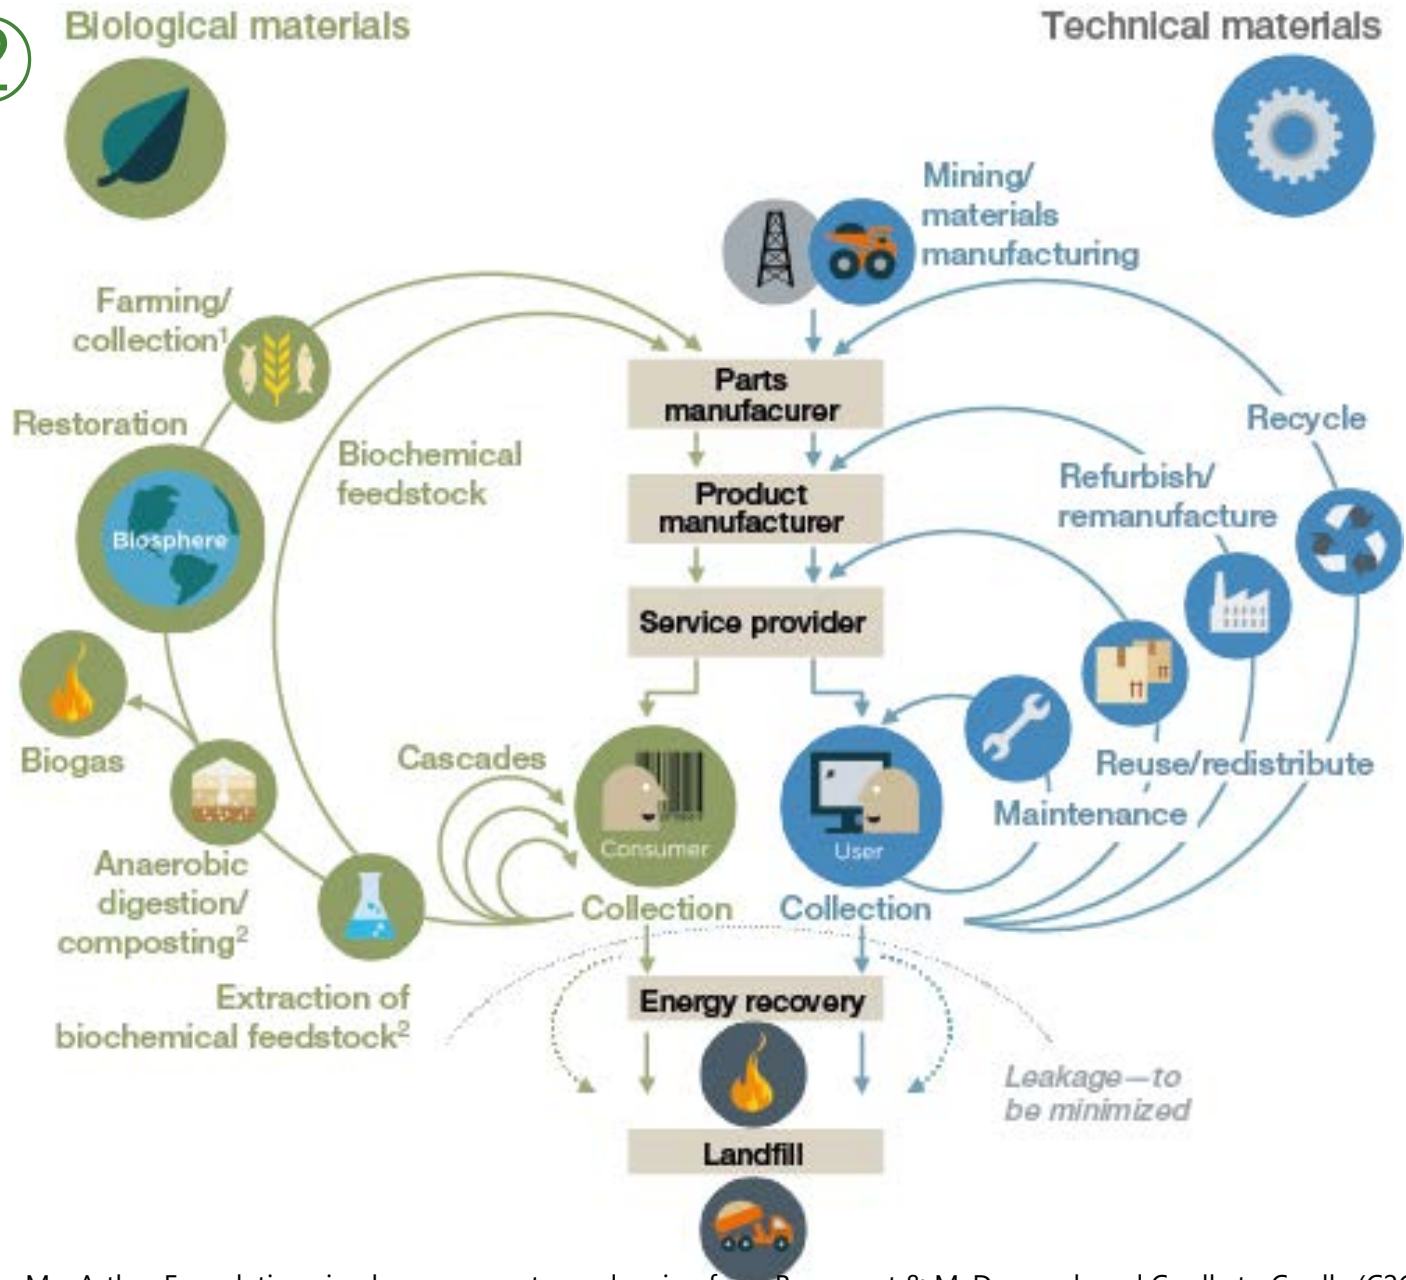 2
Biological materials
Technical materials
Mining/
materials
manufacturing
Farming/
collection¹
Restoration
Biosphere
Biochemical
feedstock
Parts
manufacurer
Recycle
Refurbish/
remanufacture
Product
manufacturer
Service provider
Biogas
Cascades
Consumer
User
Reuse/redistribute
Maintenance
Anaerobic
digestion/
composting²
Collection
Collection
Extraction of
biochemical feedstock²
Energy recovery
Leakage—to
be minimized
Landfill